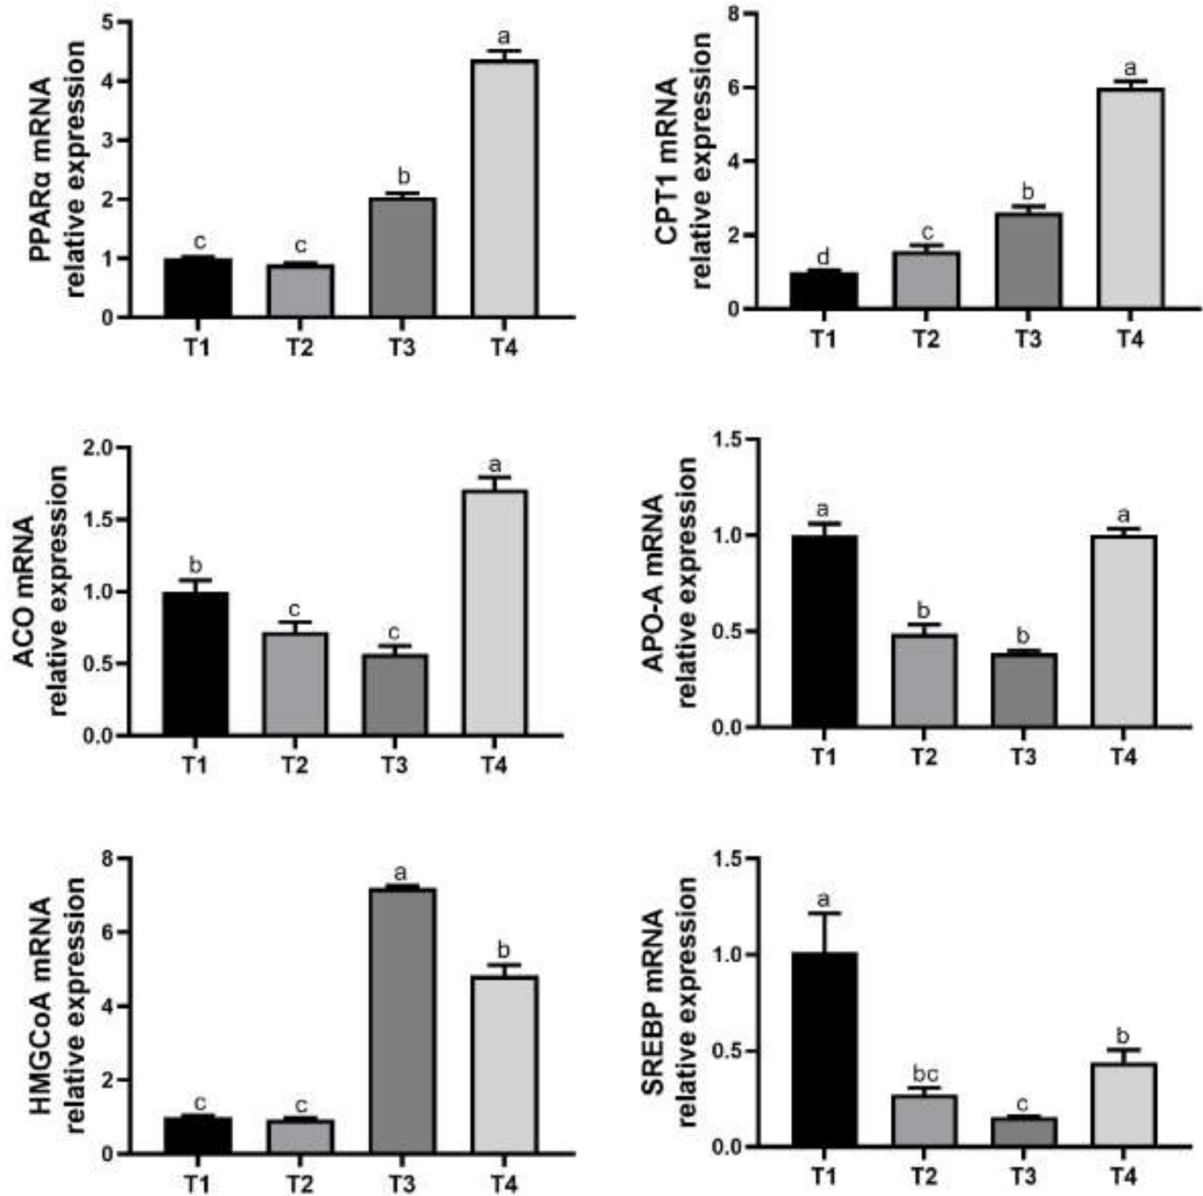 PPARα mRNA
relative expression
5
4
3
2
1
0
c
c
b
a
T1 T2 T3 T4
CPT1 mRNA
relative expression
8
6
4
2
0
d
c
b
a
T1 T2 T3 T4
ACO mRNA
relative expression
2.0
1.5
1.0
0.5
0.0
b
c
c
a
T1 T2 T3 T4
APO-A mRNA
relative expression
1.5
1.0
0.5
0.0
a
b
b
a
T1 T2 T3 T4
HMGCoA mRNA
relative expression
8
6
4
2
0
c
c
a
b
T1 T2 T3 T4
SREBP mRNA
relative expression
1.5
1.0
0.5
0.0
a
bc
c
b
T1 T2 T3 T4